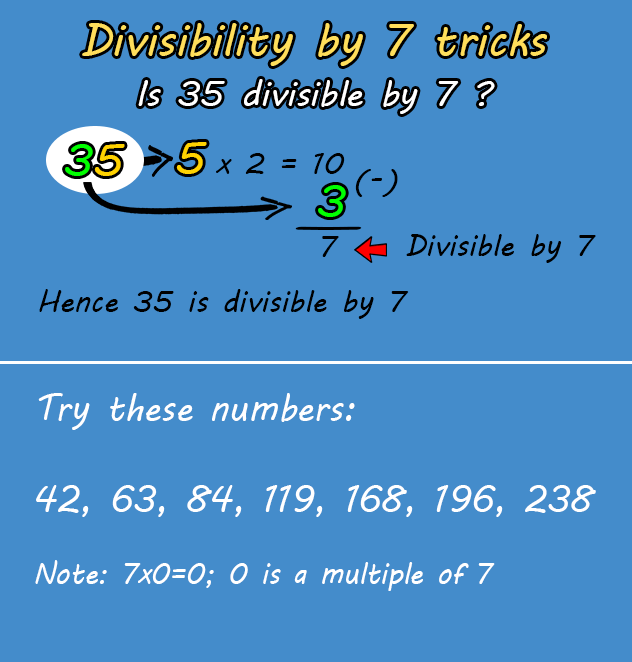 Divisibility by 7 tricks
Is 35 divisible by 7 ?
35 5 x 2 = 10
3 (-)
7 Divisible by 7
Hence 35 is divisible by 7
Try these numbers:
42, 63, 84, 119, 168, 196, 238
Note: 7x0=0; 0 is a multiple of 7